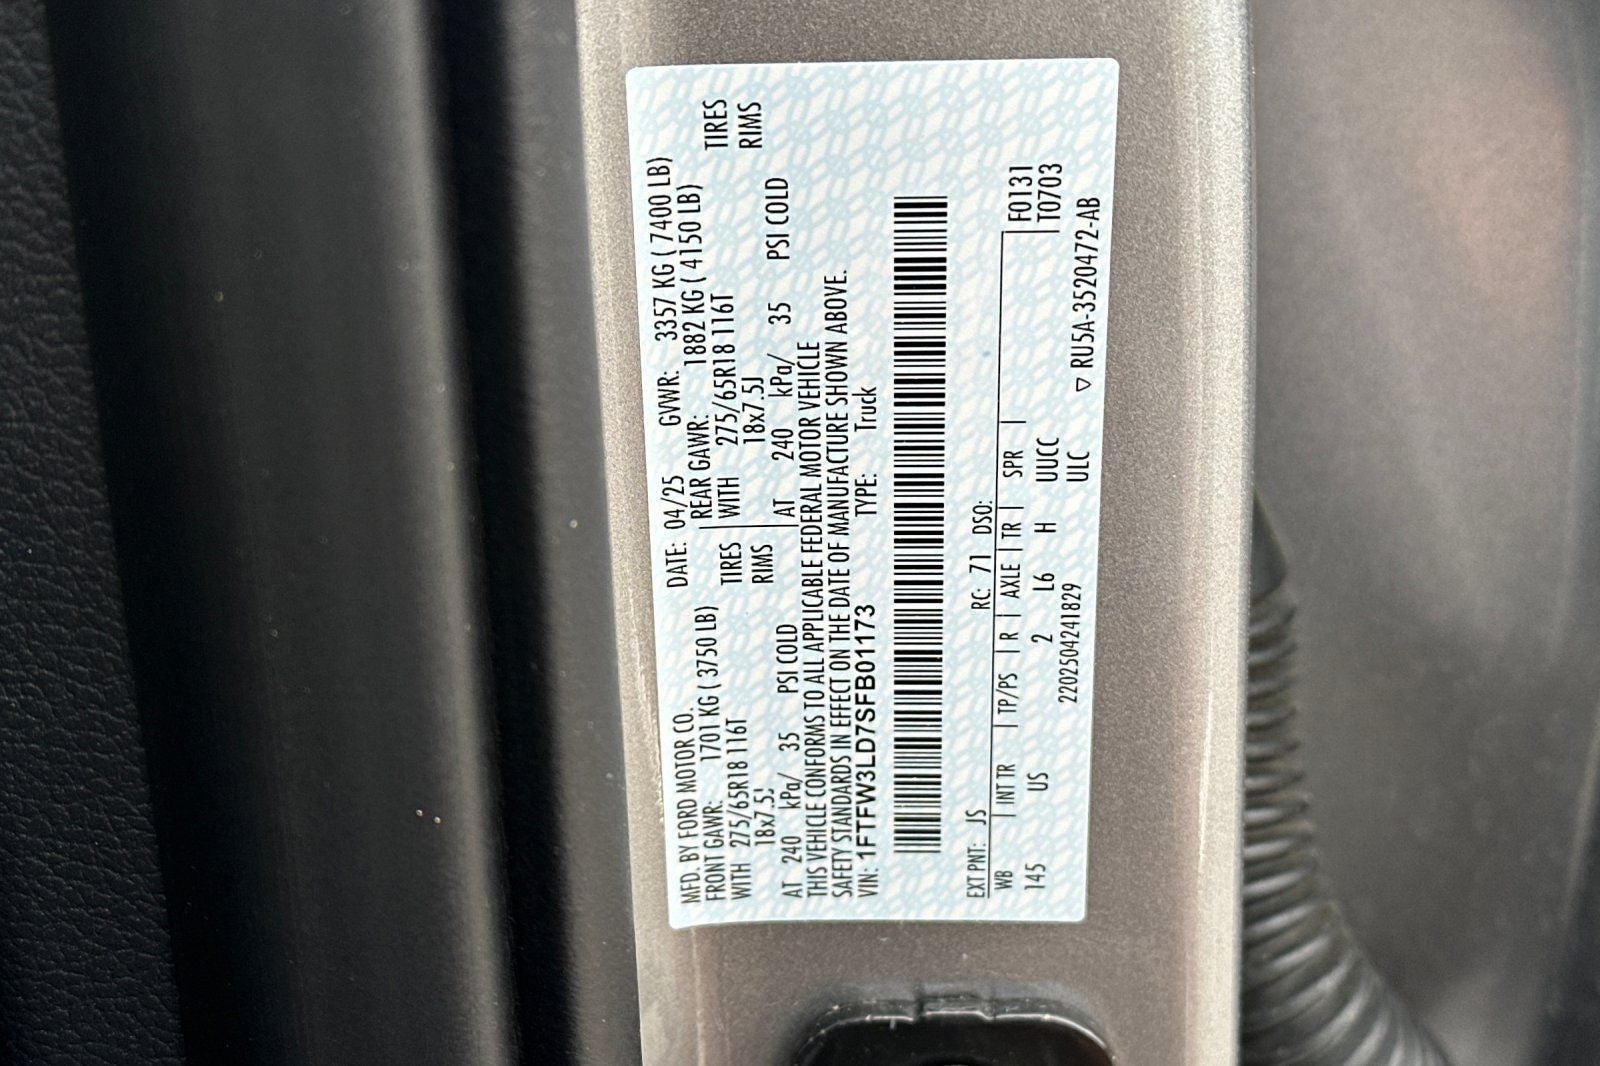 MFD. BY FORD MOTOR CO.
DATE: 04/25 GVWR: 3357 KG ( 7400 LB)
FRONT GAWR: 1701 KG ( 3750 LB)
REAR GAWR: 1882 KG ( 4150 LB)
WITH 275/65R18 116T TIRES
WITH 275/65R18 116T TIRES
18x7.5J RIMS
18x7.5J RIMS
AT 240 kPa/ 35 PSI COLD
AT 240 kPa/ 35 PSI COLD
THIS VEHICLE CONFORMS TO ALL APPLICABLE FEDERAL MOTOR VEHICLE
SAFETY STANDARDS IN EFFECT ON THE DATE OF MANUFACTURE SHOWN ABOVE.
VIN: 1FTFW3LD7SFB01173 TYPE: Truck
EXT PNT: JS RC: 71 DSO:
WB | INT TR | TP/PS | R | AXLE | TR | SPR | F0131
145 US 2 L6 H UUCC T0703
2202504241829 ULC
▽ RU5A-3520472-AB